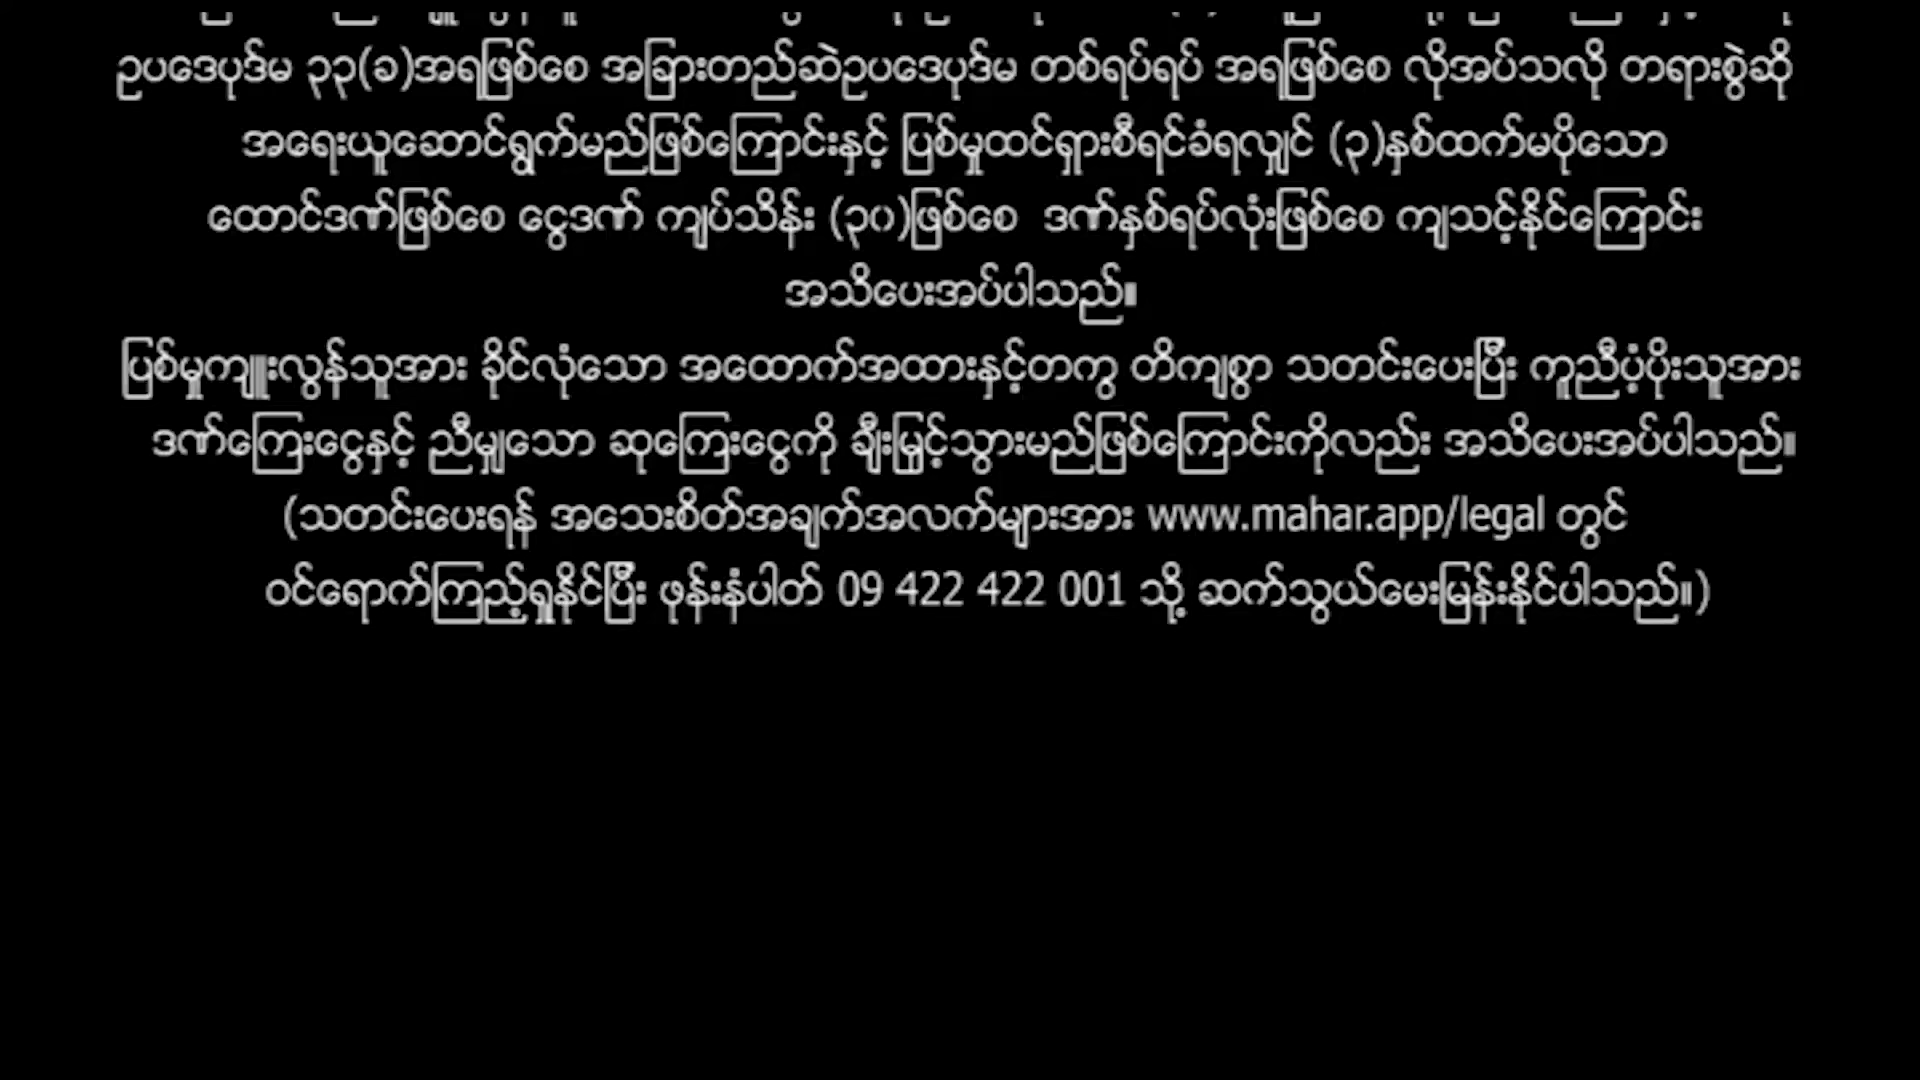 ဥပဒေပုဒ်မ ၃၃(ခ)အရဖြစ်စေ အခြားတည်ဆဲဥပဒေပုဒ်မ တစ်ရပ်ရပ် အရဖြစ်စေ လိုအပ်သလို တရားစွဲဆို
အရေးယူဆောင်ရွက်မည်ဖြစ်ကြောင်းနှင့် ပြစ်မှုထင်ရှားစီရင်ခံရလျှင် (၃)နှစ်ထက်မပိုသော
ထောင်ဒဏ်ဖြစ်စေ ငွေဒဏ် ကျပ်သိန်း (၃၀)ဖြစ်စေ ဒဏ်နှစ်ရပ်လုံးဖြစ်စေ ကျသင့်နိုင်ကြောင်း
အသိပေးအပ်ပါသည်။
ပြစ်မှုကျူးလွန်သူအား ခိုင်လုံသော အထောက်အထားနှင့်တကွ တိကျစွာ သတင်းပေးပြီး ကူညီပံ့ပိုးသူအား
ဒဏ်ကြေးငွေနှင့် ညီမျှသော ဆုကြေးငွေကို ချီးမြှင့်သွားမည်ဖြစ်ကြောင်းကိုလည်း အသိပေးအပ်ပါသည်။
(သတင်းပေးရန် အသေးစိတ်အချက်အလက်များအား www.mahar.app/legal တွင်
ဝင်ရောက်ကြည့်ရှုနိုင်ပြီး ဖုန်းနံပါတ် 09 422 422 001 သို့ ဆက်သွယ်မေးမြန်းနိုင်ပါသည်။)